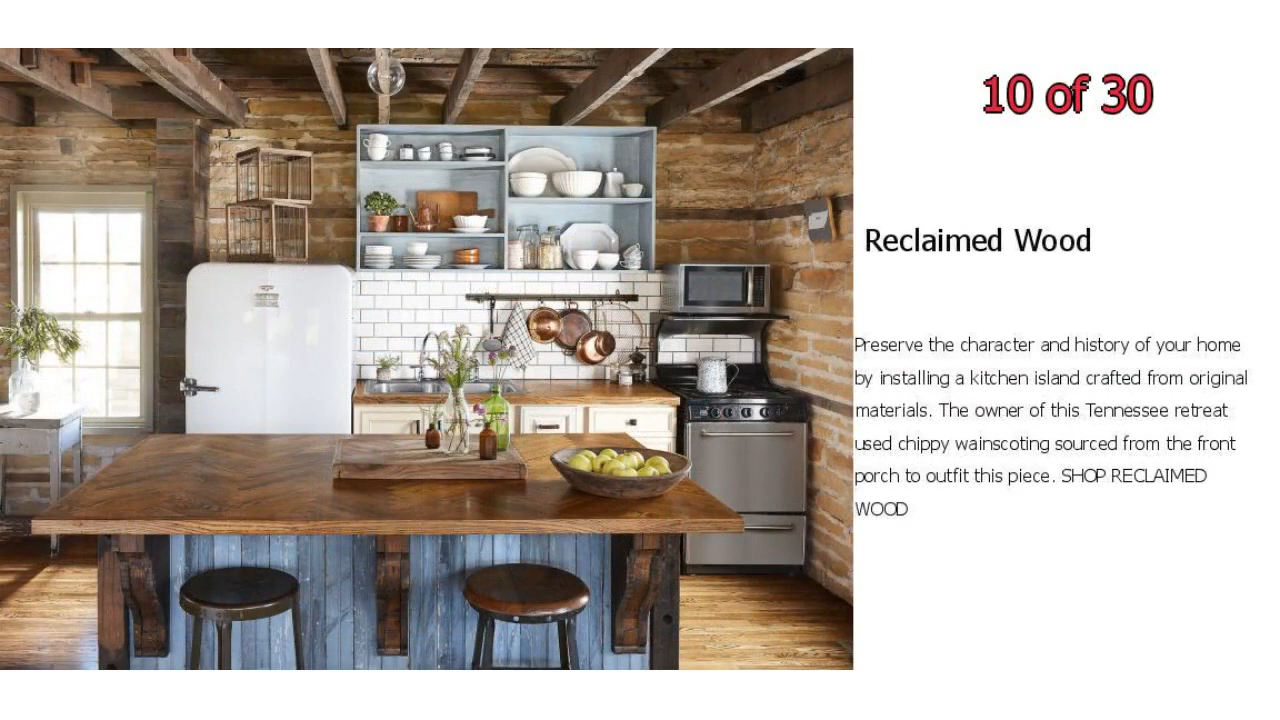 10 of 30
Reclaimed Wood
Preserve the character and history of your home
by installing a kitchen island crafted from original
materials. The owner of this Tennessee retreat
used chippy wainscoting sourced from the front
porch to outfit this piece. SHOP RECLAIMED
WOOD